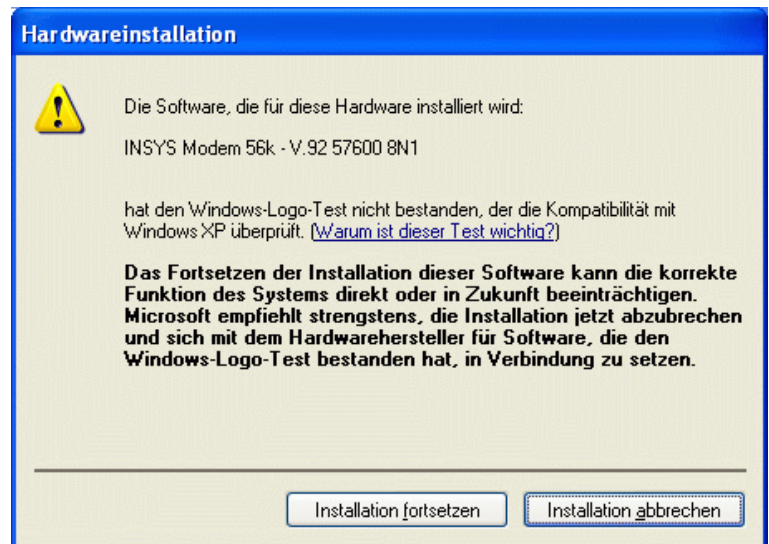 Hardwareinstallation
Die Software, die für diese Hardware installiert wird:
INSYS Modem 56k - V.92 57600 8N1
hat den Windows-Logo-Test nicht bestanden, der die Kompatibilität mit
Windows XP überprüft. (Warum ist dieser Test wichtig?)
Das Fortsetzen der Installation dieser Software kann die korrekte
Funktion des Systems direkt oder in Zukunft beeinträchtigen.
Microsoft empfiehlt strengstens, die Installation jetzt abzubrechen
und sich mit dem Hardwarehersteller für Software, die den
Windows-Logo-Test bestanden hat, in Verbindung zu setzen.
Installation fortsetzen
Installation abbrechen